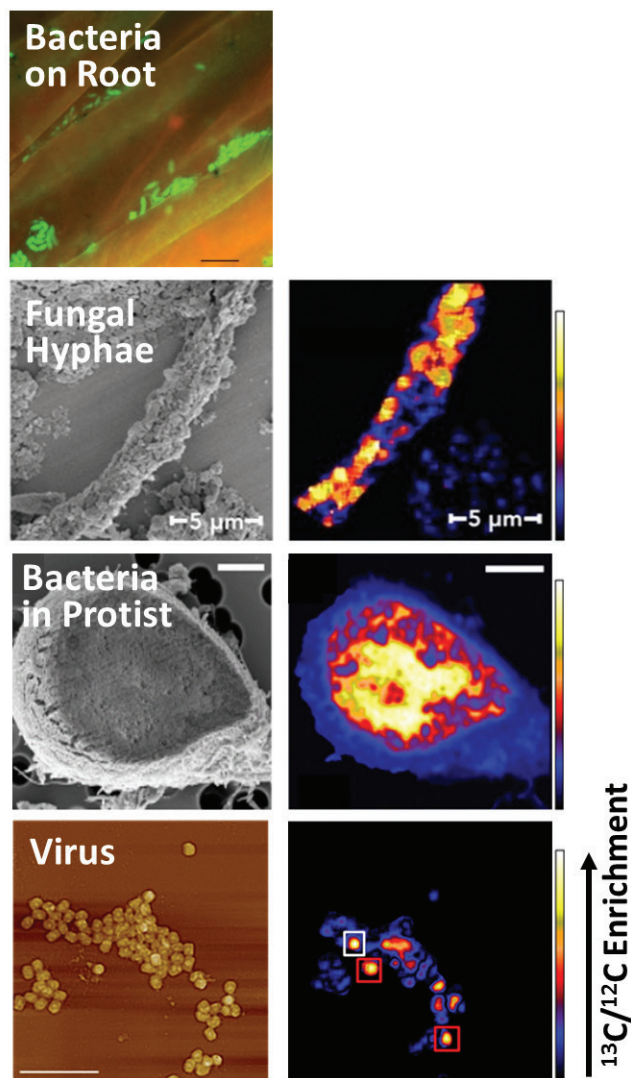 Bacteria
on Root
Fungal
Hyphae
5 μm
5 μm
Bacteria
in Protist
Virus
13C/12C Enrichment